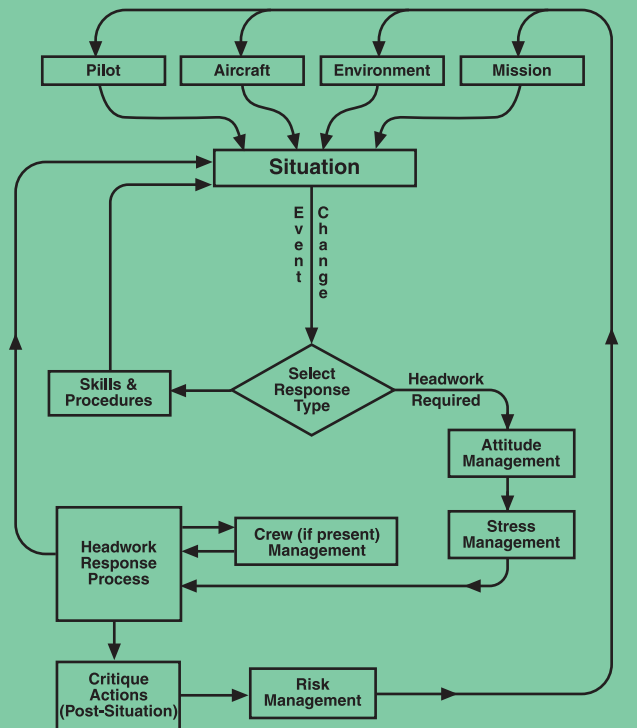 Pilot
Aircraft
Environment
Mission
Situation
Event
Change
Select
Response
Type
Skills &
Procedures
Headwork
Required
Attitude
Management
Stress
Management
Headwork
Response
Process
Crew (if present)
Management
Critique
Actions
(Post-Situation)
Risk
Management